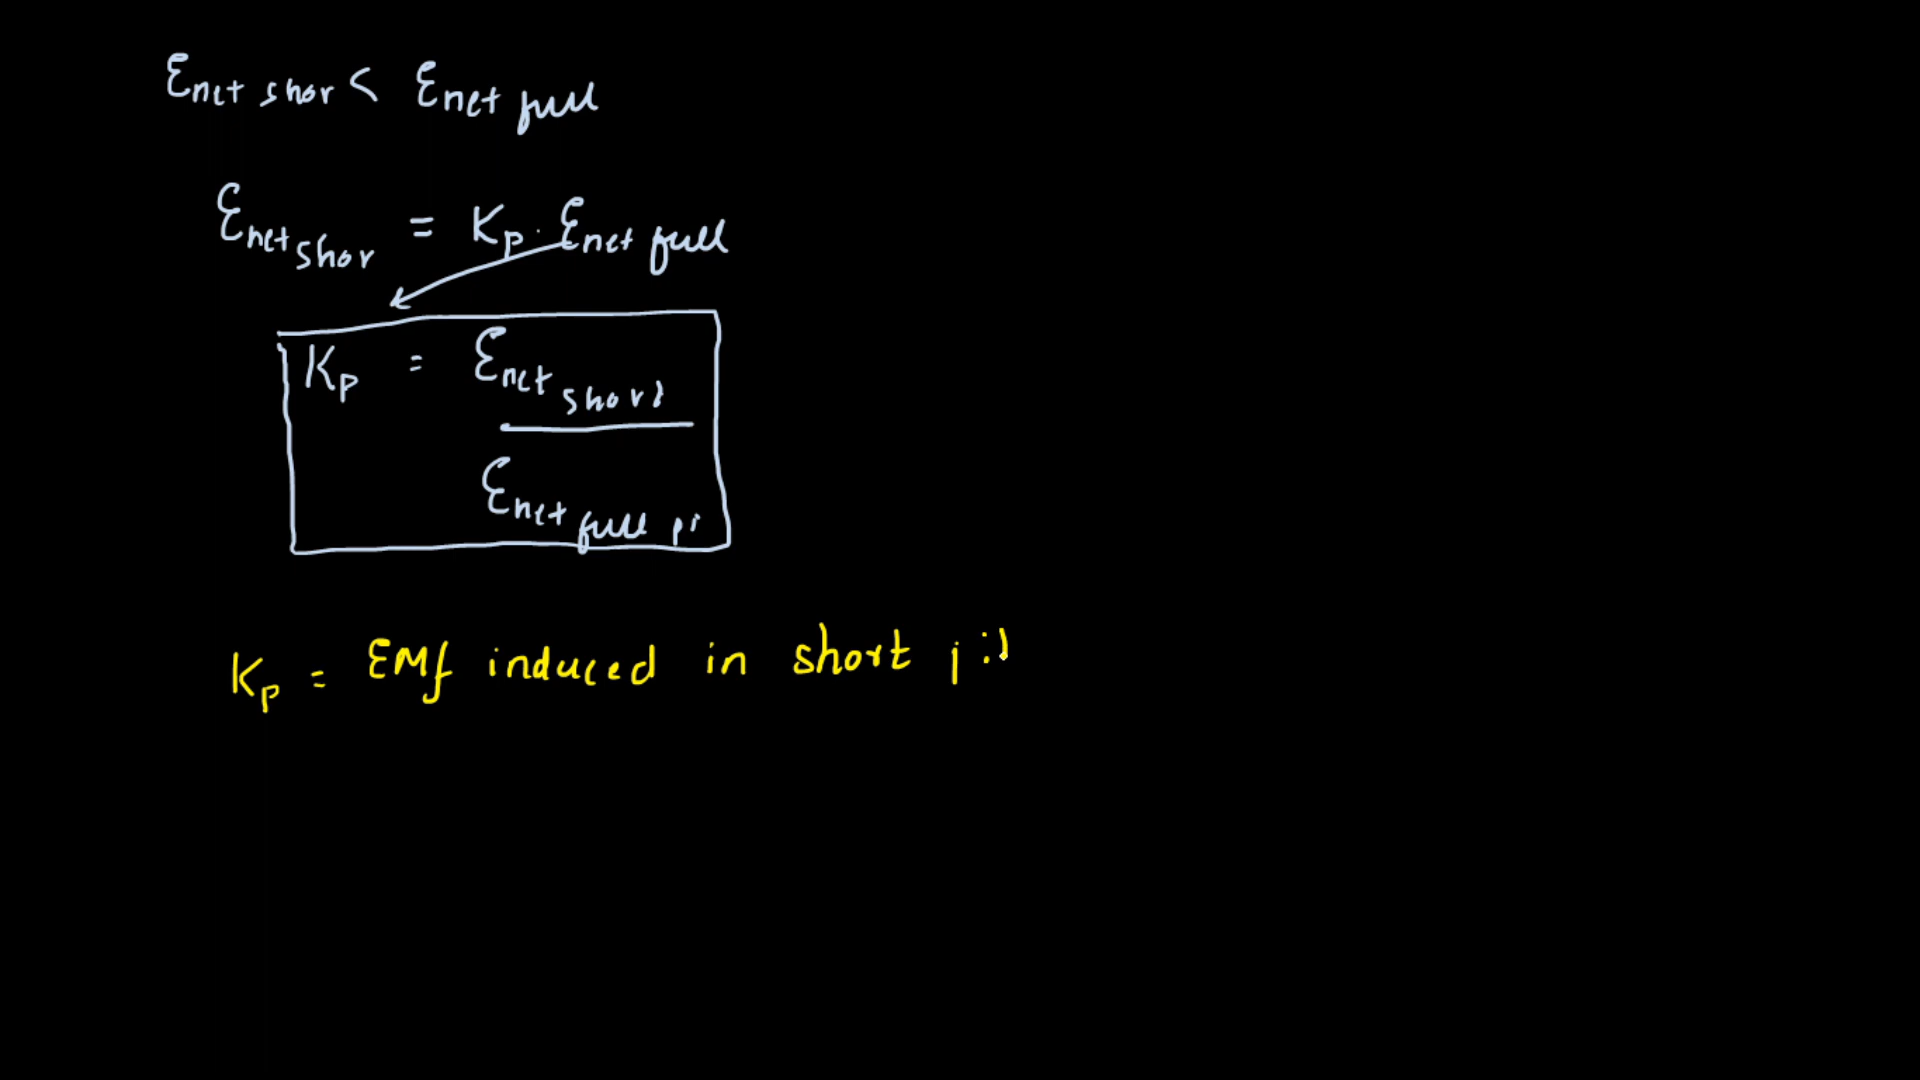 Enet shor < Enet full
Enet shor = Kp · Enet full
Kp = Enet short
Enet full pi
Kp = EMf induced in short